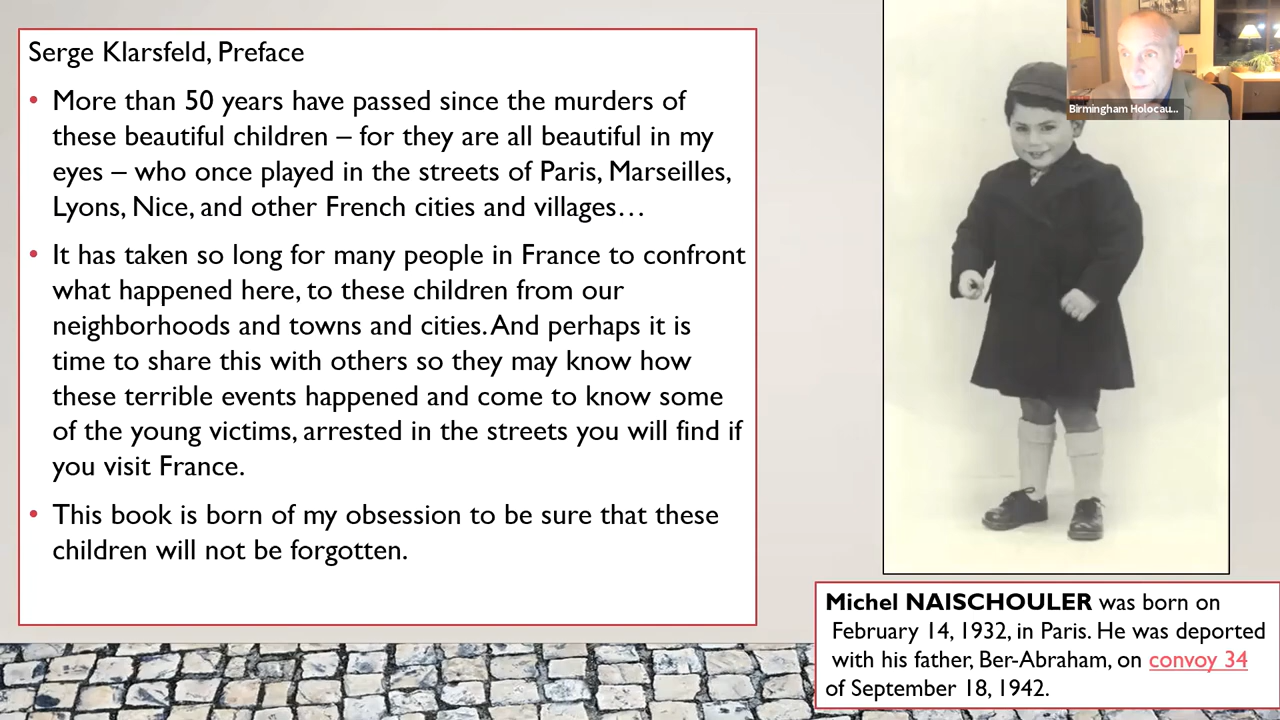 Serge Klarsfeld, Preface
• More than 50 years have passed since the murders of
these beautiful children – for they are all beautiful in my
eyes – who once played in the streets of Paris, Marseilles,
Lyons, Nice, and other French cities and villages…
• It has taken so long for many people in France to confront
what happened here, to these children from our
neighborhoods and towns and cities. And perhaps it is
time to share this with others so they may know how
these terrible events happened and come to know some
of the young victims, arrested in the streets you will find if
you visit France.
• This book is born of my obsession to be sure that these
children will not be forgotten.
Birmingham Holocau...
Michel NAISCHOULER was born on
February 14, 1932, in Paris. He was deported
with his father, Ber-Abraham, on convoy 34
of September 18, 1942.